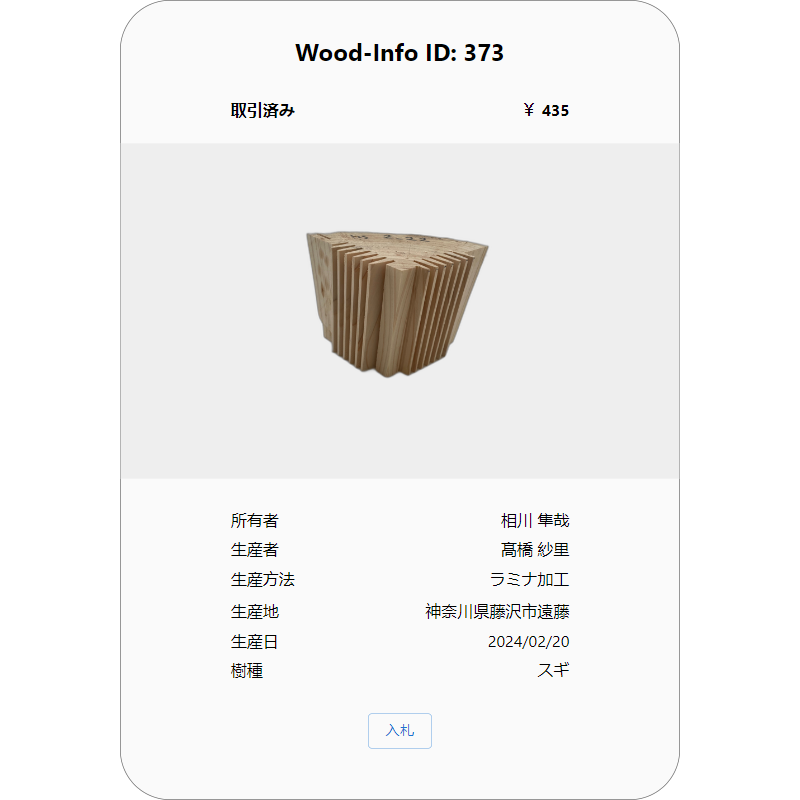 Wood-Info ID: 373
取引済み ￥ 435
所有者 相川 隼哉
生産者 髙橋 紗里
生産方法 ラミナ加工
生産地 神奈川県藤沢市遠藤
生産日 2024/02/20
樹種 スギ
入札